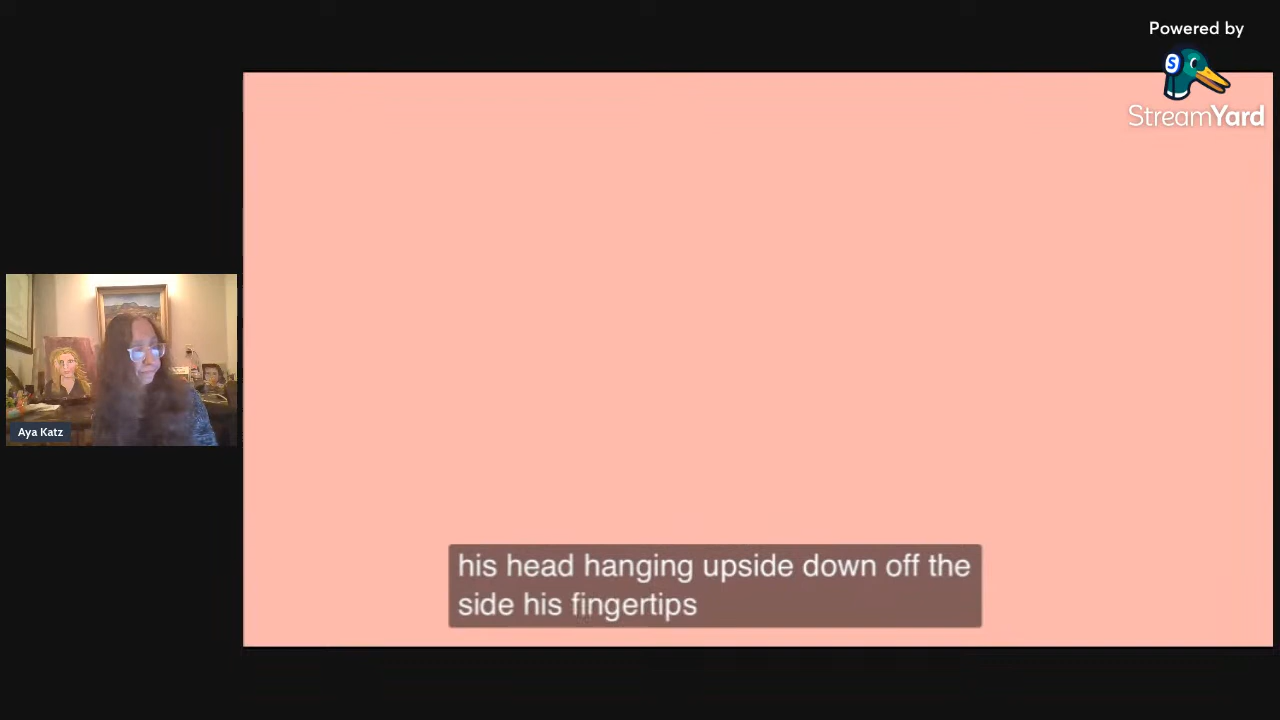 Powered by
S
StreamYard
Aya Katz
his head hanging upside down off the
side his fingertips